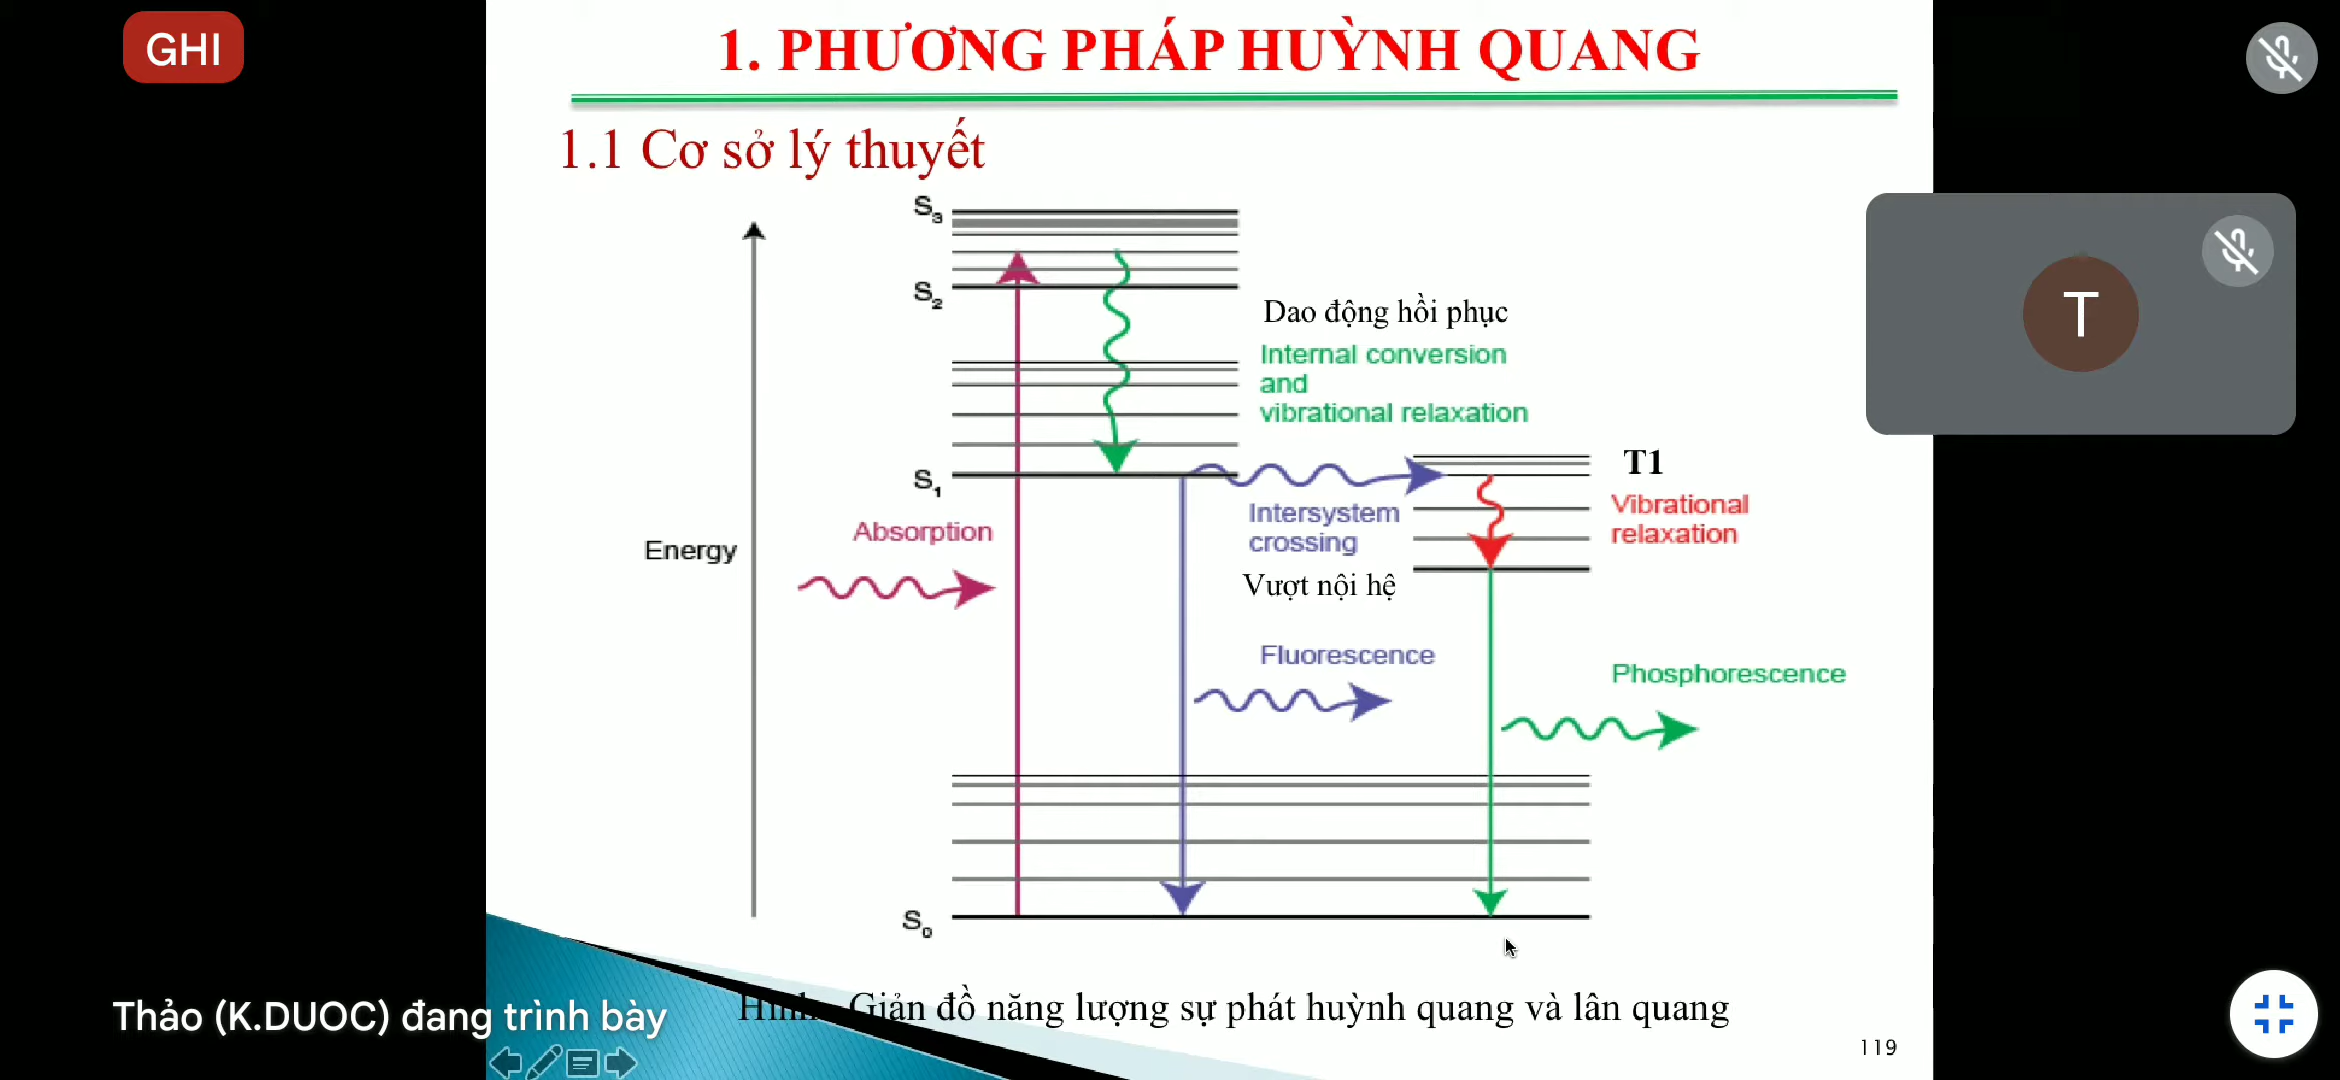 GHI
1. PHƯƠNG PHÁP HUỲNH QUANG
1.1 Cơ sở lý thuyết
S3
S2
Dao động hồi phục
Internal conversion
and
vibrational relaxation
T
T1
S1
Vibrational
relaxation
Intersystem
crossing
Absorption
Energy
Vượt nội hệ
Fluorescence
Phosphorescence
S0
Thảo (K.DUOC) đang trình bày
Giản đồ năng lượng sự phát huỳnh quang và lân quang
119